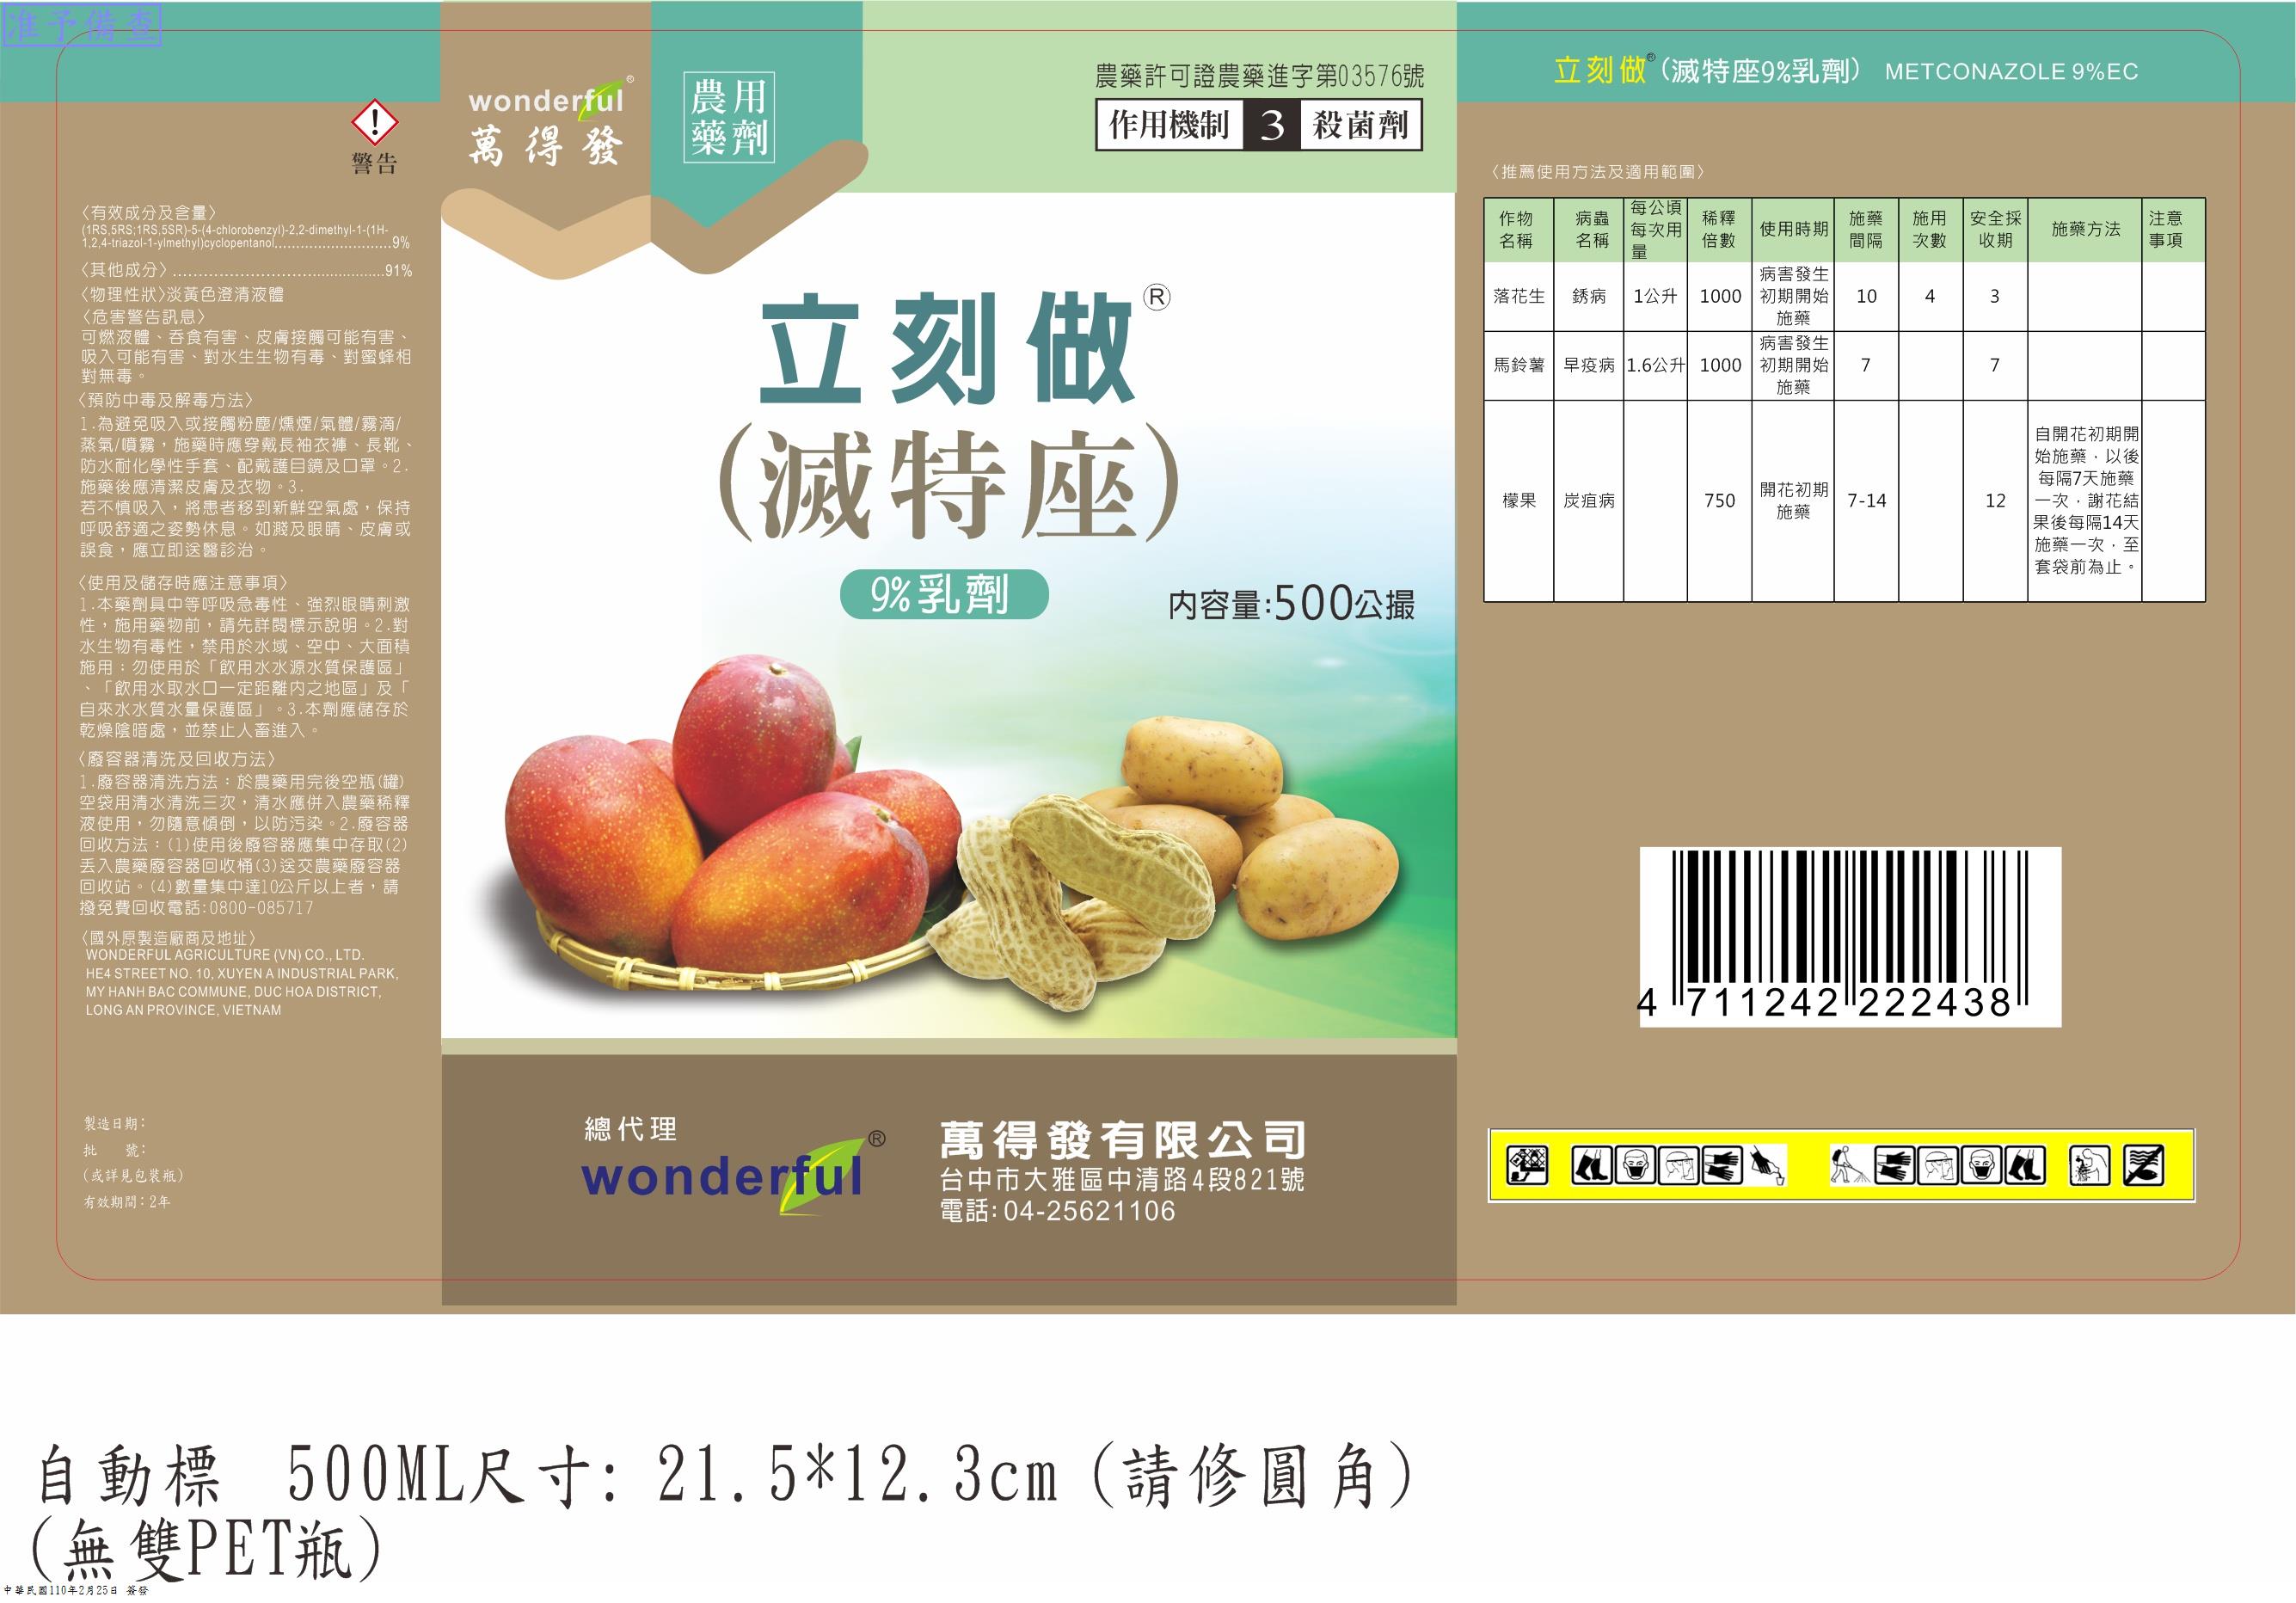 准予備查
警告
〈有效成分及含量〉
(1RS,5RS;1RS,5SR)-5-(4-chlorobenzyl)-2,2-dimethyl-1-(1H-
1,2,4-triazol-1-ylmethyl)cyclopentanol...........................9%
〈其他成分〉..........................................91%
〈物理性狀〉淡黃色澄清液體
〈危害警告訊息〉
可燃液體、吞食有害、皮膚接觸可能有害、
吸入可能有害、對水生生物有毒、對蜜蜂相
對無毒。
〈預防中毒及解毒方法〉
1.為避免吸入或接觸粉塵/燻煙/氣體/霧滴/
蒸氣/噴霧，施藥時應穿戴長袖衣褲、長靴、
防水耐化學性手套、配戴護目鏡及口罩。2.
施藥後應清潔皮膚及衣物。3.
若不慎吸入，將患者移到新鮮空氣處，保持
呼吸舒適之姿勢休息。如濺及眼睛、皮膚或
誤食，應立即送醫診治。
〈使用及儲存時應注意事項〉
1.本藥劑具中等呼吸急毒性、強烈眼睛刺激
性，施用藥物前，請先詳閱標示說明。2.對
水生物有毒性，禁用於水域、空中、大面積
施用；勿使用於「飲用水水源水質保護區」
、「飲用水取水口一定距離內之地區」及「
自來水水質水量保護區」。3.本劑應儲存於
乾燥陰暗處，並禁止人畜進入。
〈廢容器清洗及回收方法〉
1.廢容器清洗方法：於農藥用完後空瓶(罐)
空袋用清水清洗三次，清水應併入農藥稀釋
液使用，勿隨意傾倒，以防污染。2.廢容器
回收方法：(1)使用後廢容器應集中存取(2)
丟入農藥廢容器回收桶(3)送交農藥廢容器
回收站。(4)數量集中達10公斤以上者，請
撥免費回收電話:0800-085717
〈國外原製造廠商及地址〉
WONDERFUL AGRICULTURE (VN) CO., LTD.
HE4 STREET NO. 10, XUYEN A INDUSTRIAL PARK,
MY HANH BAC COMMUNE, DUC HOA DISTRICT,
LONG AN PROVINCE, VIETNAM
製造日期：
批　　號：
(或詳見包裝瓶)
有效期間：2年
wonderful®
萬得發
農用
藥劑
農藥許可證農藥進字第03576號
作用機制 3 殺菌劑
立刻做®
(滅特座)
9%乳劑
內容量:500公撮
總代理
wonderful®
萬得發有限公司
台中市大雅區中清路4段821號
電話: 04-25621106
立刻做®(滅特座9%乳劑) METCONAZOLE 9%EC
〈推薦使用方法及適用範圍〉
作物名稱 病蟲名稱 每公頃每次用量 稀釋倍數 使用時期 施藥間隔 施用次數 安全採收期 施藥方法 注意事項
落花生 銹病 1公升 1000 病害發生初期開始施藥 10 4 3
馬鈴薯 早疫病 1.6公升 1000 病害發生初期開始施藥 7 7
檬果 炭疽病 750 開花初期施藥 7-14 12 自開花初期開始施藥．以後每隔7天施藥一次．謝花結果後每隔14天施藥一次．至套袋前為止。
4 711242 222438
自動標 500ML尺寸: 21.5*12.3cm (請修圓角)
(無雙PET瓶)
中華民國110年2月25日 簽發